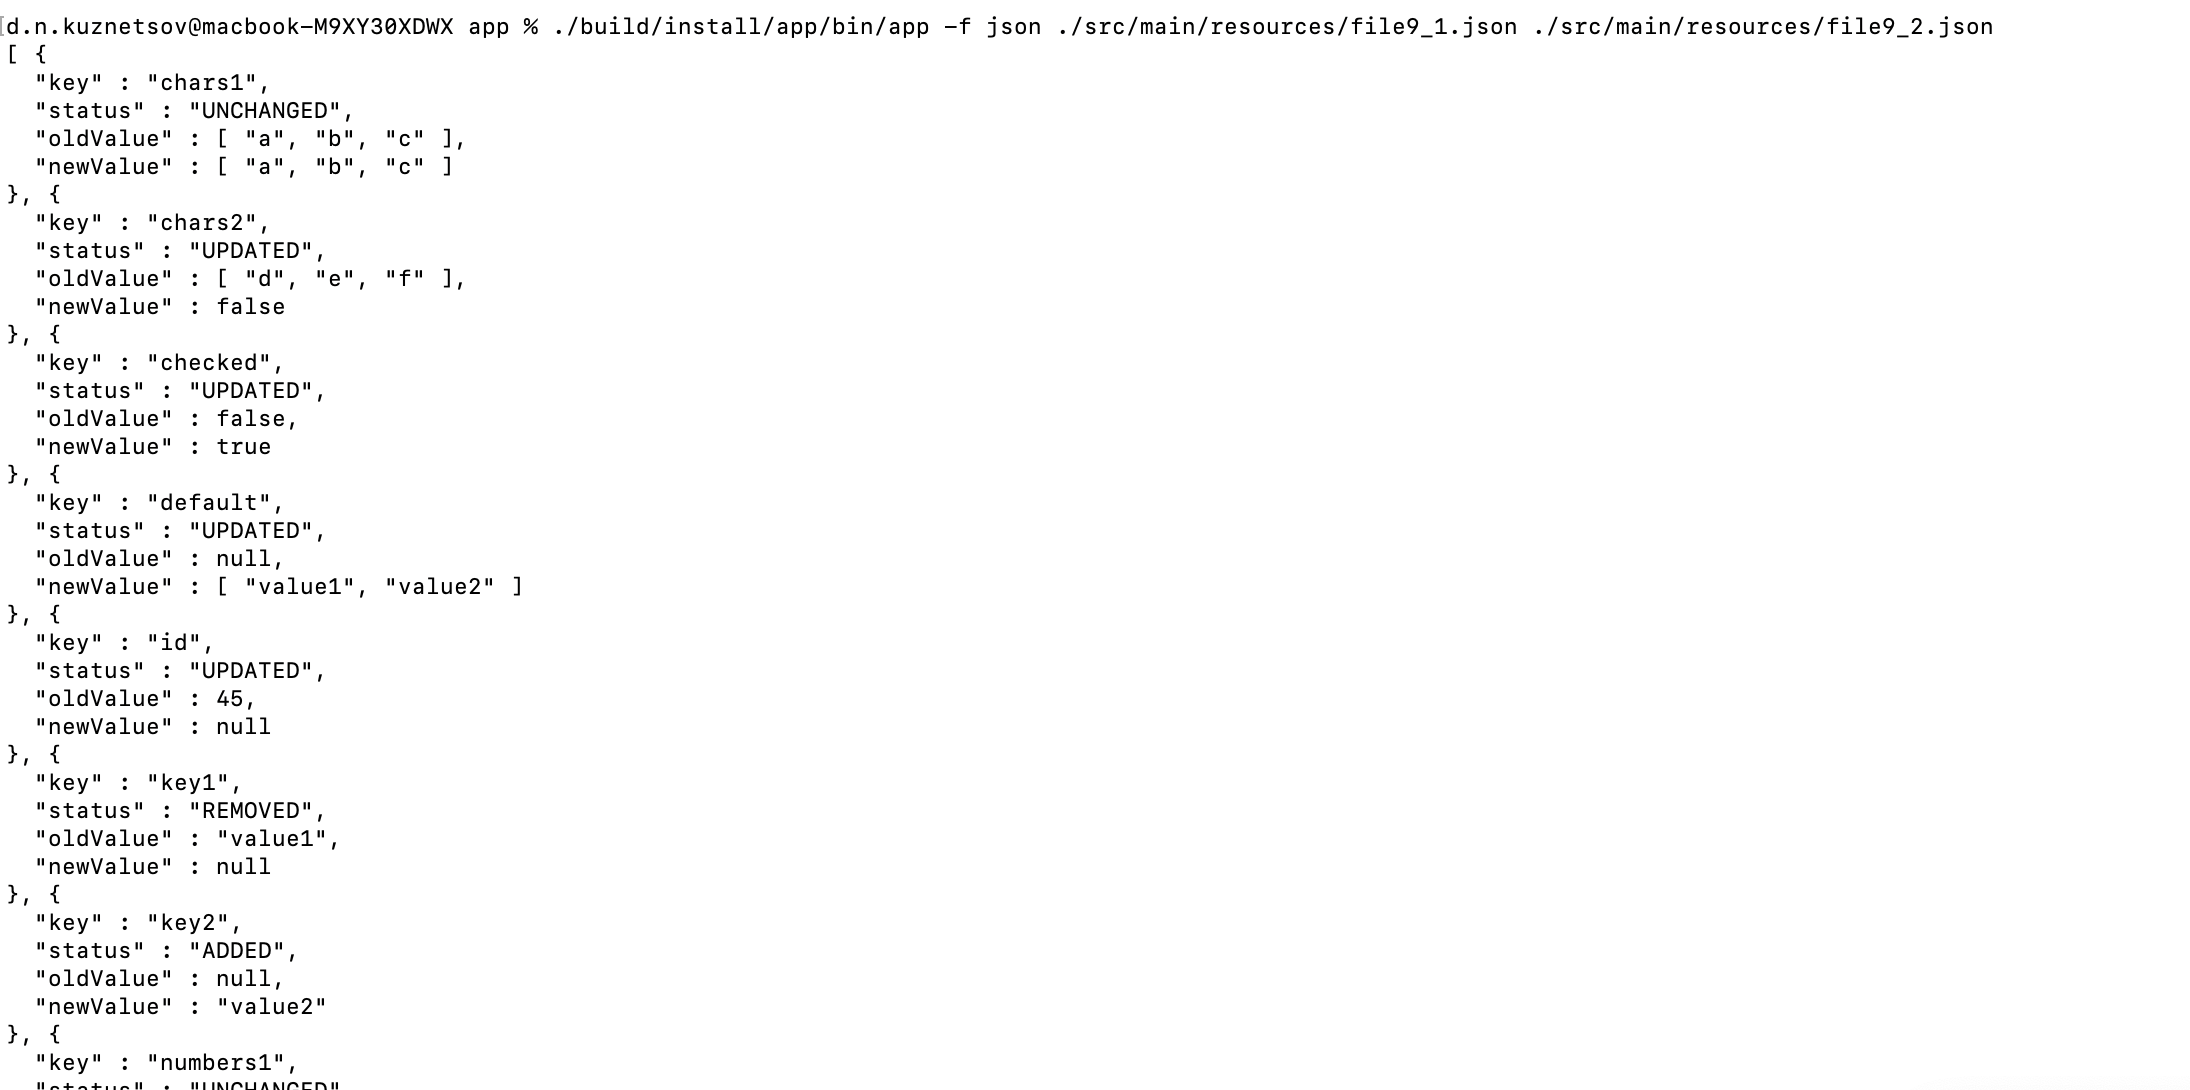 [d.n.kuznetsov@macbook-M9XY30XDWX app % ./build/install/app/bin/app -f json ./src/main/resources/file9_1.json ./src/main/resources/file9_2.json
[ {
  "key" : "chars1",
  "status" : "UNCHANGED",
  "oldValue" : [ "a", "b", "c" ],
  "newValue" : [ "a", "b", "c" ]
}, {
  "key" : "chars2",
  "status" : "UPDATED",
  "oldValue" : [ "d", "e", "f" ],
  "newValue" : false
}, {
  "key" : "checked",
  "status" : "UPDATED",
  "oldValue" : false,
  "newValue" : true
}, {
  "key" : "default",
  "status" : "UPDATED",
  "oldValue" : null,
  "newValue" : [ "value1", "value2" ]
}, {
  "key" : "id",
  "status" : "UPDATED",
  "oldValue" : 45,
  "newValue" : null
}, {
  "key" : "key1",
  "status" : "REMOVED",
  "oldValue" : "value1",
  "newValue" : null
}, {
  "key" : "key2",
  "status" : "ADDED",
  "oldValue" : null,
  "newValue" : "value2"
}, {
  "key" : "numbers1",
  "status" : "UNCHANGED"